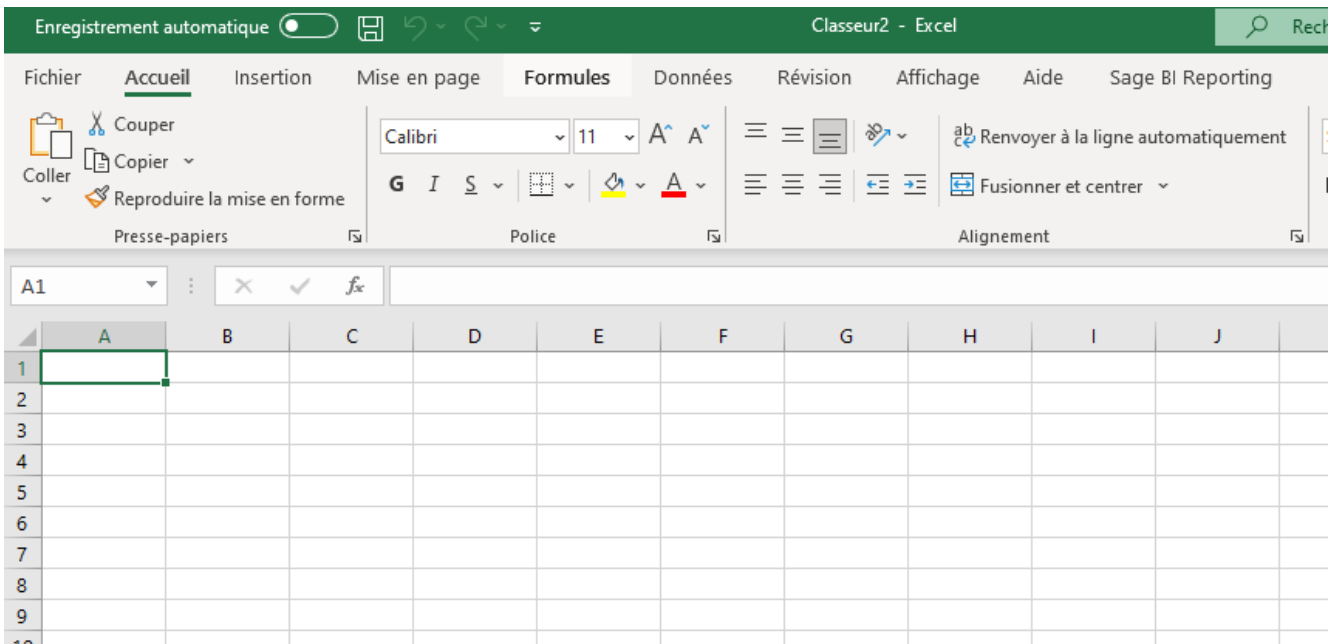 Enregistrement automatique
Classeur2 - Excel
Rech
Fichier Accueil Insertion Mise en page Formules Données Révision Affichage Aide Sage BI Reporting
Couper
Copier
Coller
Reproduire la mise en forme
Presse-papiers
Calibri 11 A A
G I S A
Police
ab Renvoyer à la ligne automatiquement
Fusionner et centrer
Alignement
A1 fx
A B C D E F G H I J
1
2
3
4
5
6
7
8
9